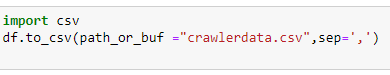 import csv
df.to_csv(path_or_buf ="crawlerdata.csv",sep=',')